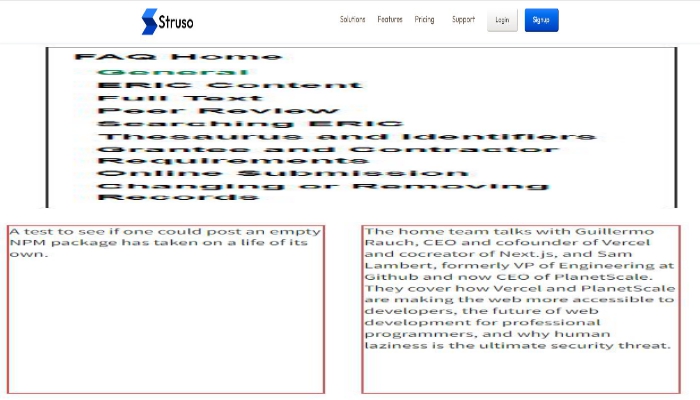 Struso
Solutions Features Pricing Support Login Signup
FAQ Home
General
ERIC Content
Full Text
Peer Review
Searching ERIC
Thesaurus and Identifiers
Grantee and Contractor
Requirements
Online Submission
Changing or Removing
Records
A test to see if one could post an empty
NPM package has taken on a life of its
own.
The home team talks with Guillermo
Rauch, CEO and cofounder of Vercel
and cocreator of Next.js, and Sam
Lambert, formerly VP of Engineering at
Github and now CEO of PlanetScale.
They cover how Vercel and PlanetScale
are making the web more accessible to
developers, the future of web
development for professional
programmers, and why human
laziness is the ultimate security threat.